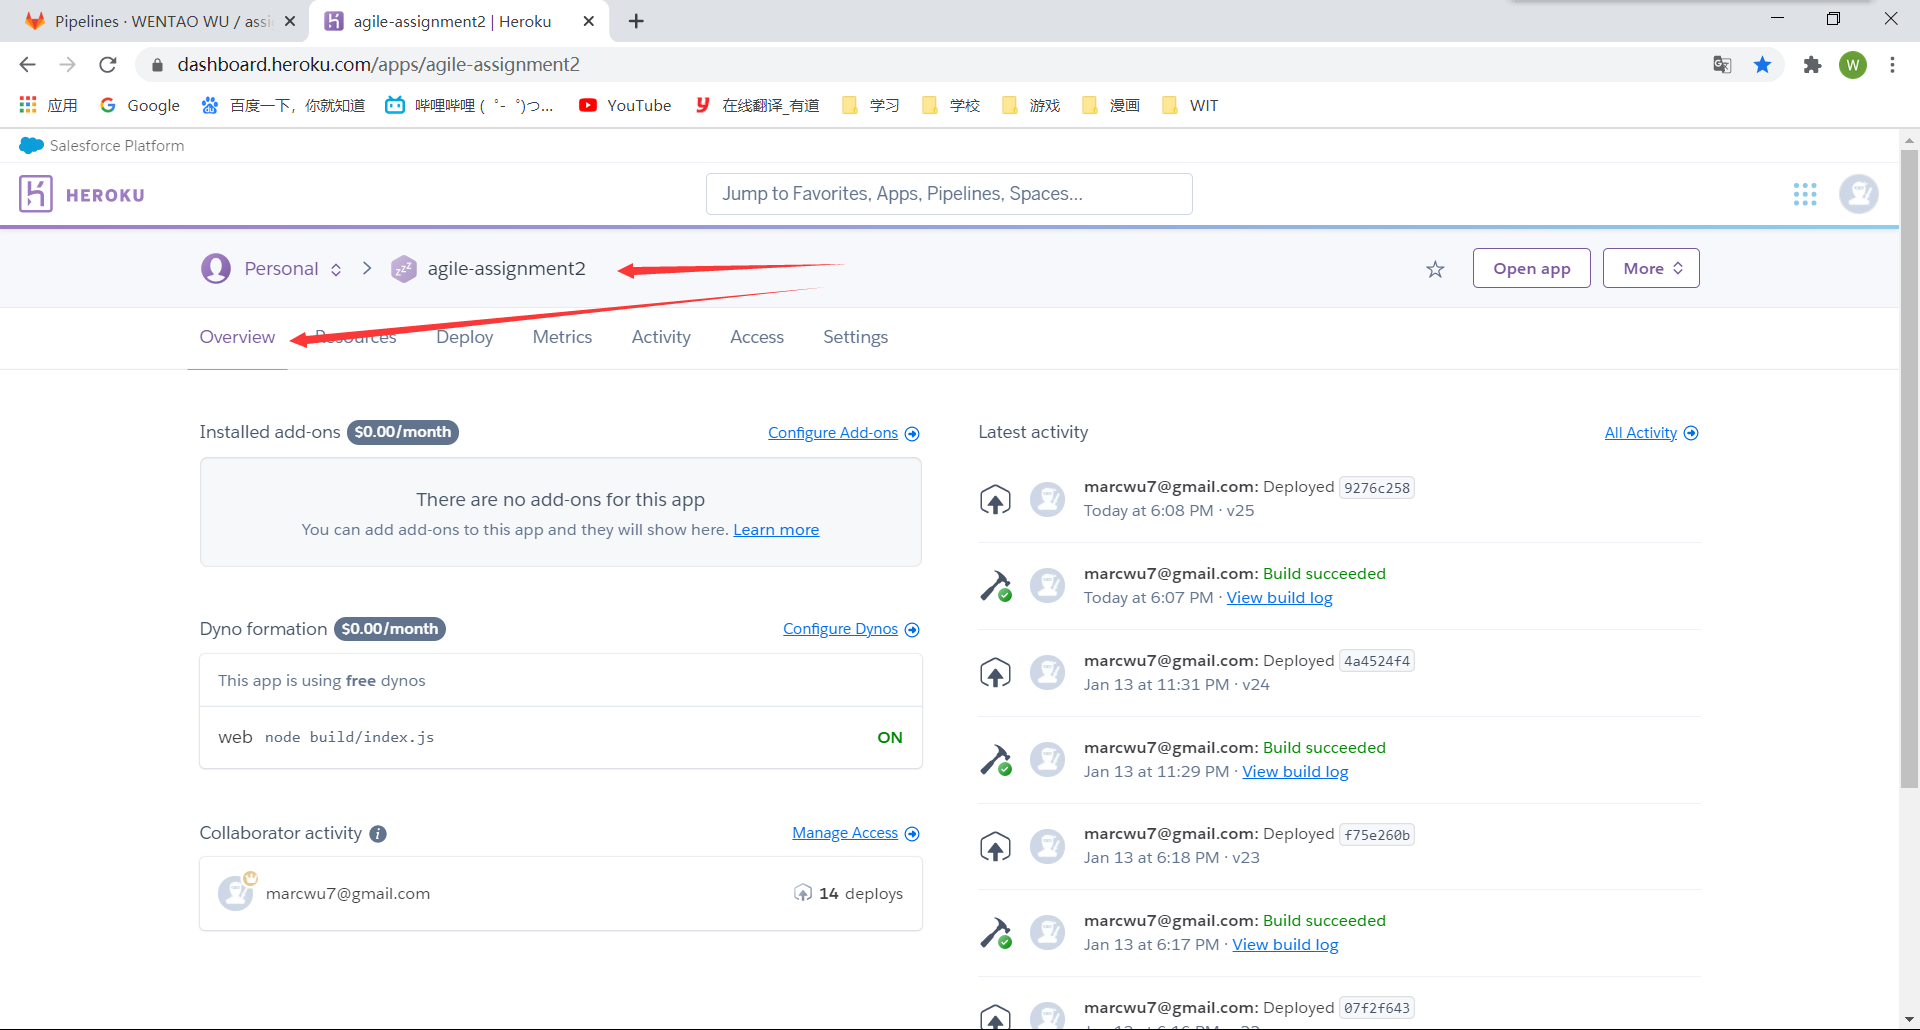 Pipelines · WENTAO WU / assi
agile-assignment2 | Heroku
dashboard.heroku.com/apps/agile-assignment2
W
应用
Google
百度一下，你就知道
哔哩哔哩 ( ゜- ゜)つ...
YouTube
在线翻译_有道
学习
学校
游戏
漫画
WIT
Salesforce Platform
HEROKU
Jump to Favorites, Apps, Pipelines, Spaces...
Personal
agile-assignment2
Open app
More
Overview
Resources
Deploy
Metrics
Activity
Access
Settings
Installed add-ons $0.00/month
Configure Add-ons
There are no add-ons for this app
You can add add-ons to this app and they will show here. Learn more
Dyno formation $0.00/month
Configure Dynos
This app is using free dynos
web node build/index.js
ON
Collaborator activity
Manage Access
marcwu7@gmail.com
14 deploys
Latest activity
All Activity
marcwu7@gmail.com: Deployed 9276c258
Today at 6:08 PM · v25
marcwu7@gmail.com: Build succeeded
Today at 6:07 PM · View build log
marcwu7@gmail.com: Deployed 4a4524f4
Jan 13 at 11:31 PM · v24
marcwu7@gmail.com: Build succeeded
Jan 13 at 11:29 PM · View build log
marcwu7@gmail.com: Deployed f75e260b
Jan 13 at 6:18 PM · v23
marcwu7@gmail.com: Build succeeded
Jan 13 at 6:17 PM · View build log
marcwu7@gmail.com: Deployed 07f2f643